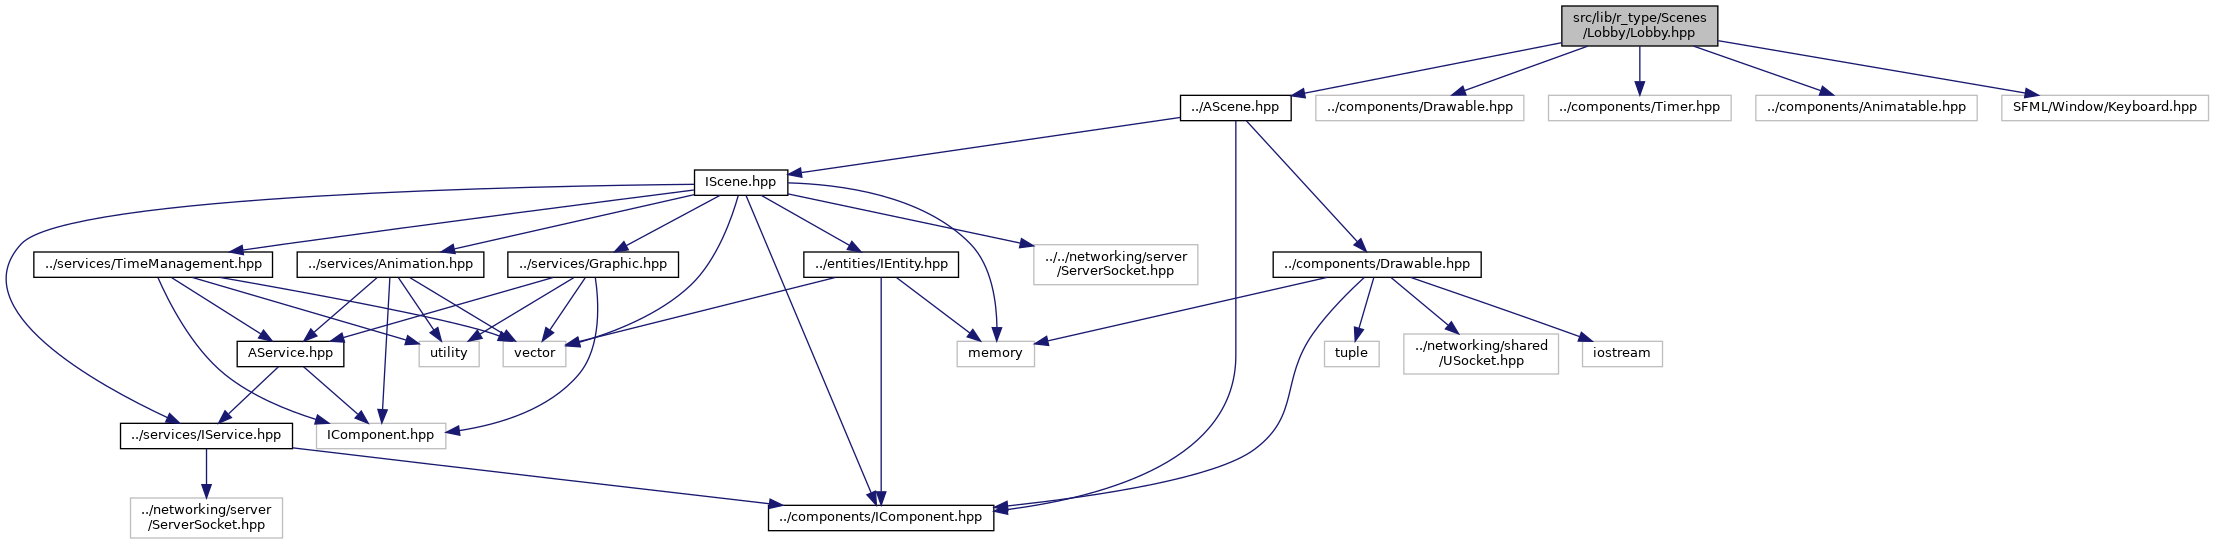 src/lib/r_type/Scenes
/Lobby/Lobby.hpp
../AScene.hpp
../components/Drawable.hpp
../components/Timer.hpp
../components/Animatable.hpp
SFML/Window/Keyboard.hpp
IScene.hpp
../services/TimeManagement.hpp
../services/Animation.hpp
../services/Graphic.hpp
../entities/IEntity.hpp
../../networking/server
/ServerSocket.hpp
../components/Drawable.hpp
AService.hpp
utility
vector
memory
tuple
../networking/shared
/USocket.hpp
iostream
../services/IService.hpp
IComponent.hpp
../networking/server
/ServerSocket.hpp
../components/IComponent.hpp